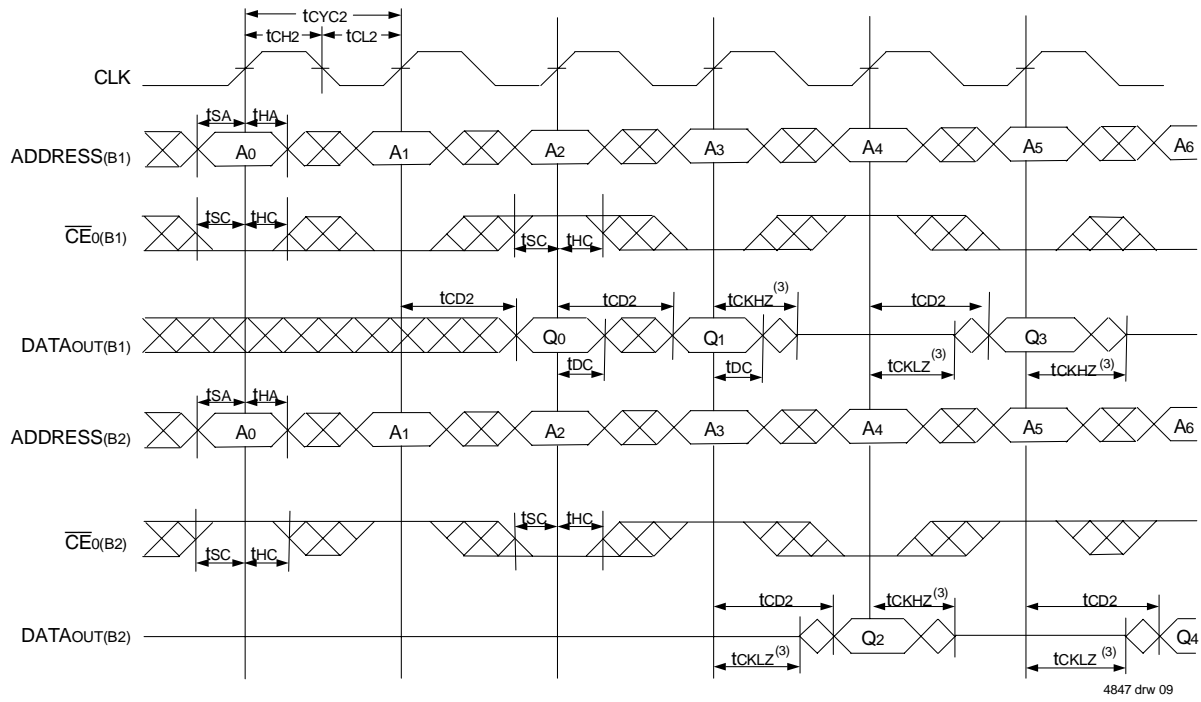 tCYC2
tCH2 tCL2
CLK
tSA tHA
ADDRESS(B1) A0 A1 A2 A3 A4 A5 A6
tSC tHC
CE0(B1)
tSC tHC
tCD2 tCD2 tCKHZ (3) tCD2
DATAOUT(B1) Q0 Q1 Q3
tDC tDC tCKLZ (3) tCKHZ (3)
tSA tHA
ADDRESS(B2) A0 A1 A2 A3 A4 A5 A6
tSC tHC
CE0(B2)
tSC tHC
tCD2 tCKHZ (3) tCD2
DATAOUT(B2) Q2 Q4
tCKLZ (3) tCKLZ (3)
4847 drw 09